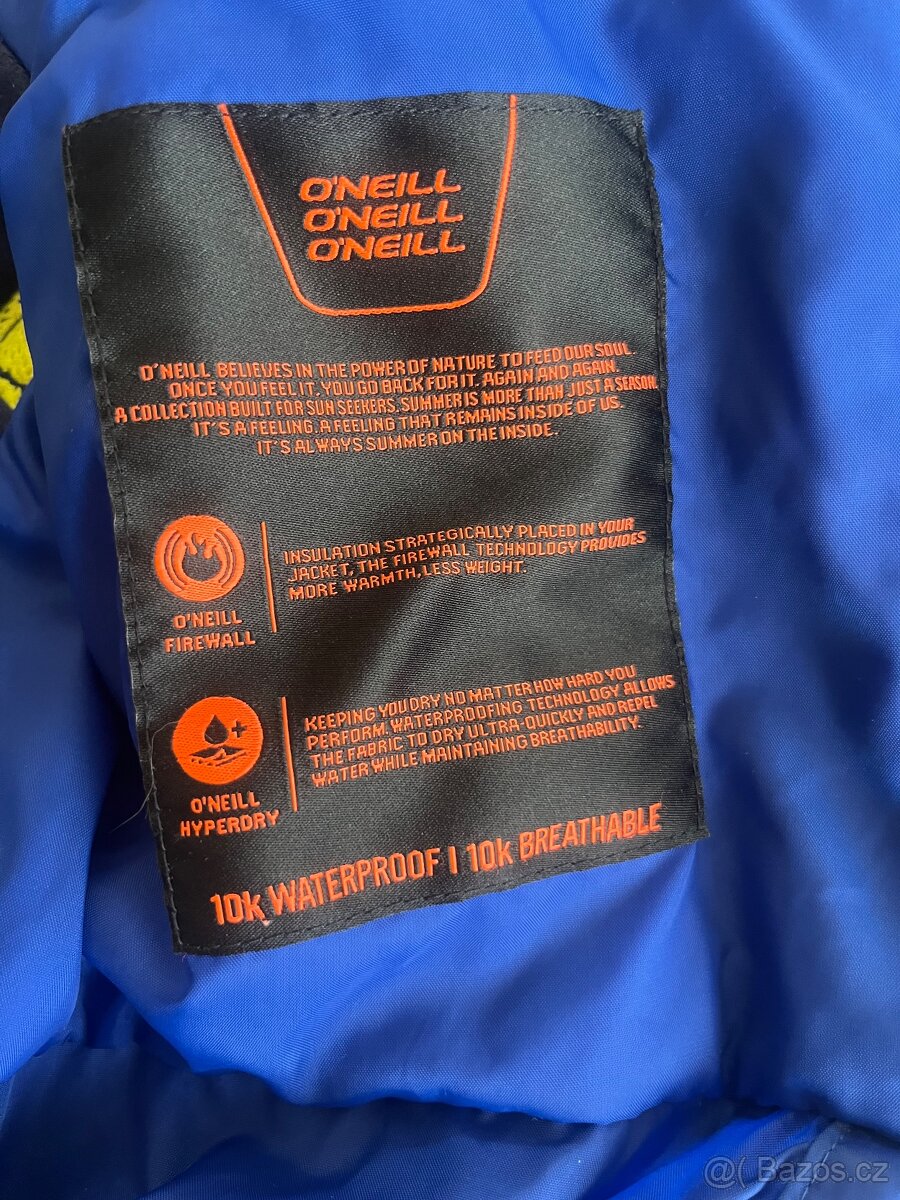 O'NEILL
O'NEILL
O'NEILL
O'NEILL BELIEVES IN THE POWER OF NATURE TO FEED OUR SOUL.
ONCE YOU FEEL IT, YOU GO BACK FOR IT. AGAIN AND AGAIN.
A COLLECTION BUILT FOR SUN SEEKERS. SUMMER IS MORE THAN JUST A SEASON.
IT'S A FEELING. A FEELING THAT REMAINS INSIDE OF US.
IT'S ALWAYS SUMMER ON THE INSIDE.
O'NEILL
FIREWALL
INSULATION STRATEGICALLY PLACED IN YOUR
JACKET, THE FIREWALL TECHNOLOGY PROVIDES
MORE WARMTH, LESS WEIGHT.
O'NEILL
HYPERDRY
KEEPING YOU DRY NO MATTER HOW HARD YOU
PERFORM. WATERPROOFING TECHNOLOGY ALLOWS
THE FABRIC TO DRY ULTRA-QUICKLY AND REPEL
WATER WHILE MAINTAINING BREATHABILITY.
10k WATERPROOF | 10k BREATHABLE
@( Bazos.cz